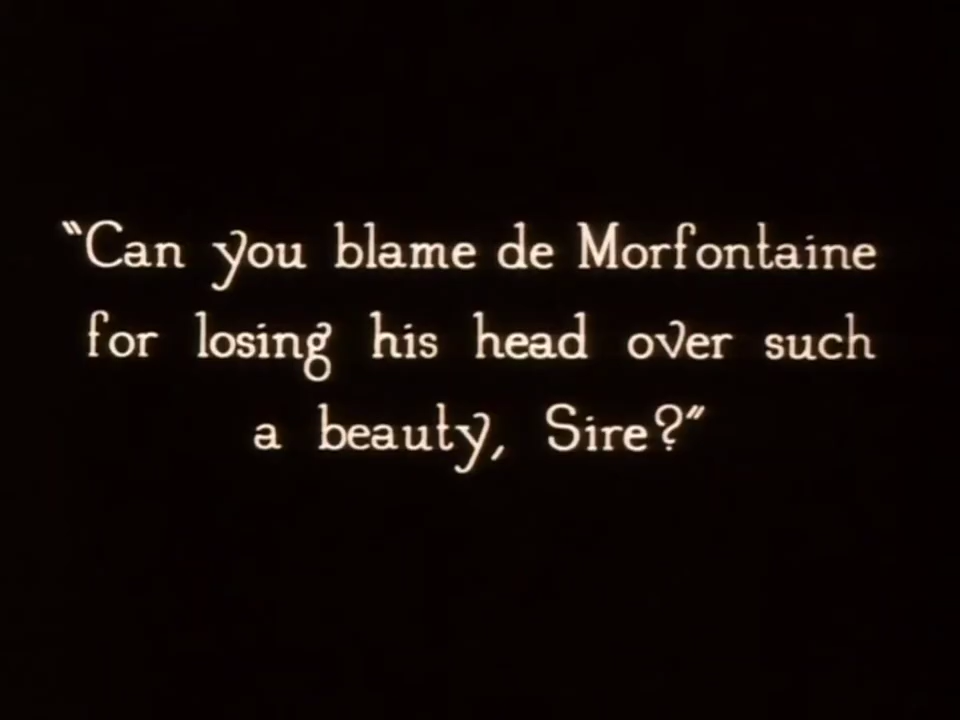 "Can you blame de Morfontaine
for losing his head over such
a beauty, Sire?"